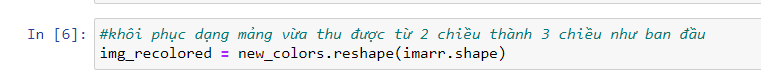 In [6]: #khôi phục dạng mảng vừa thu được từ 2 chiều thành 3 chiều như ban đầu
img_recolored = new_colors.reshape(imarr.shape)